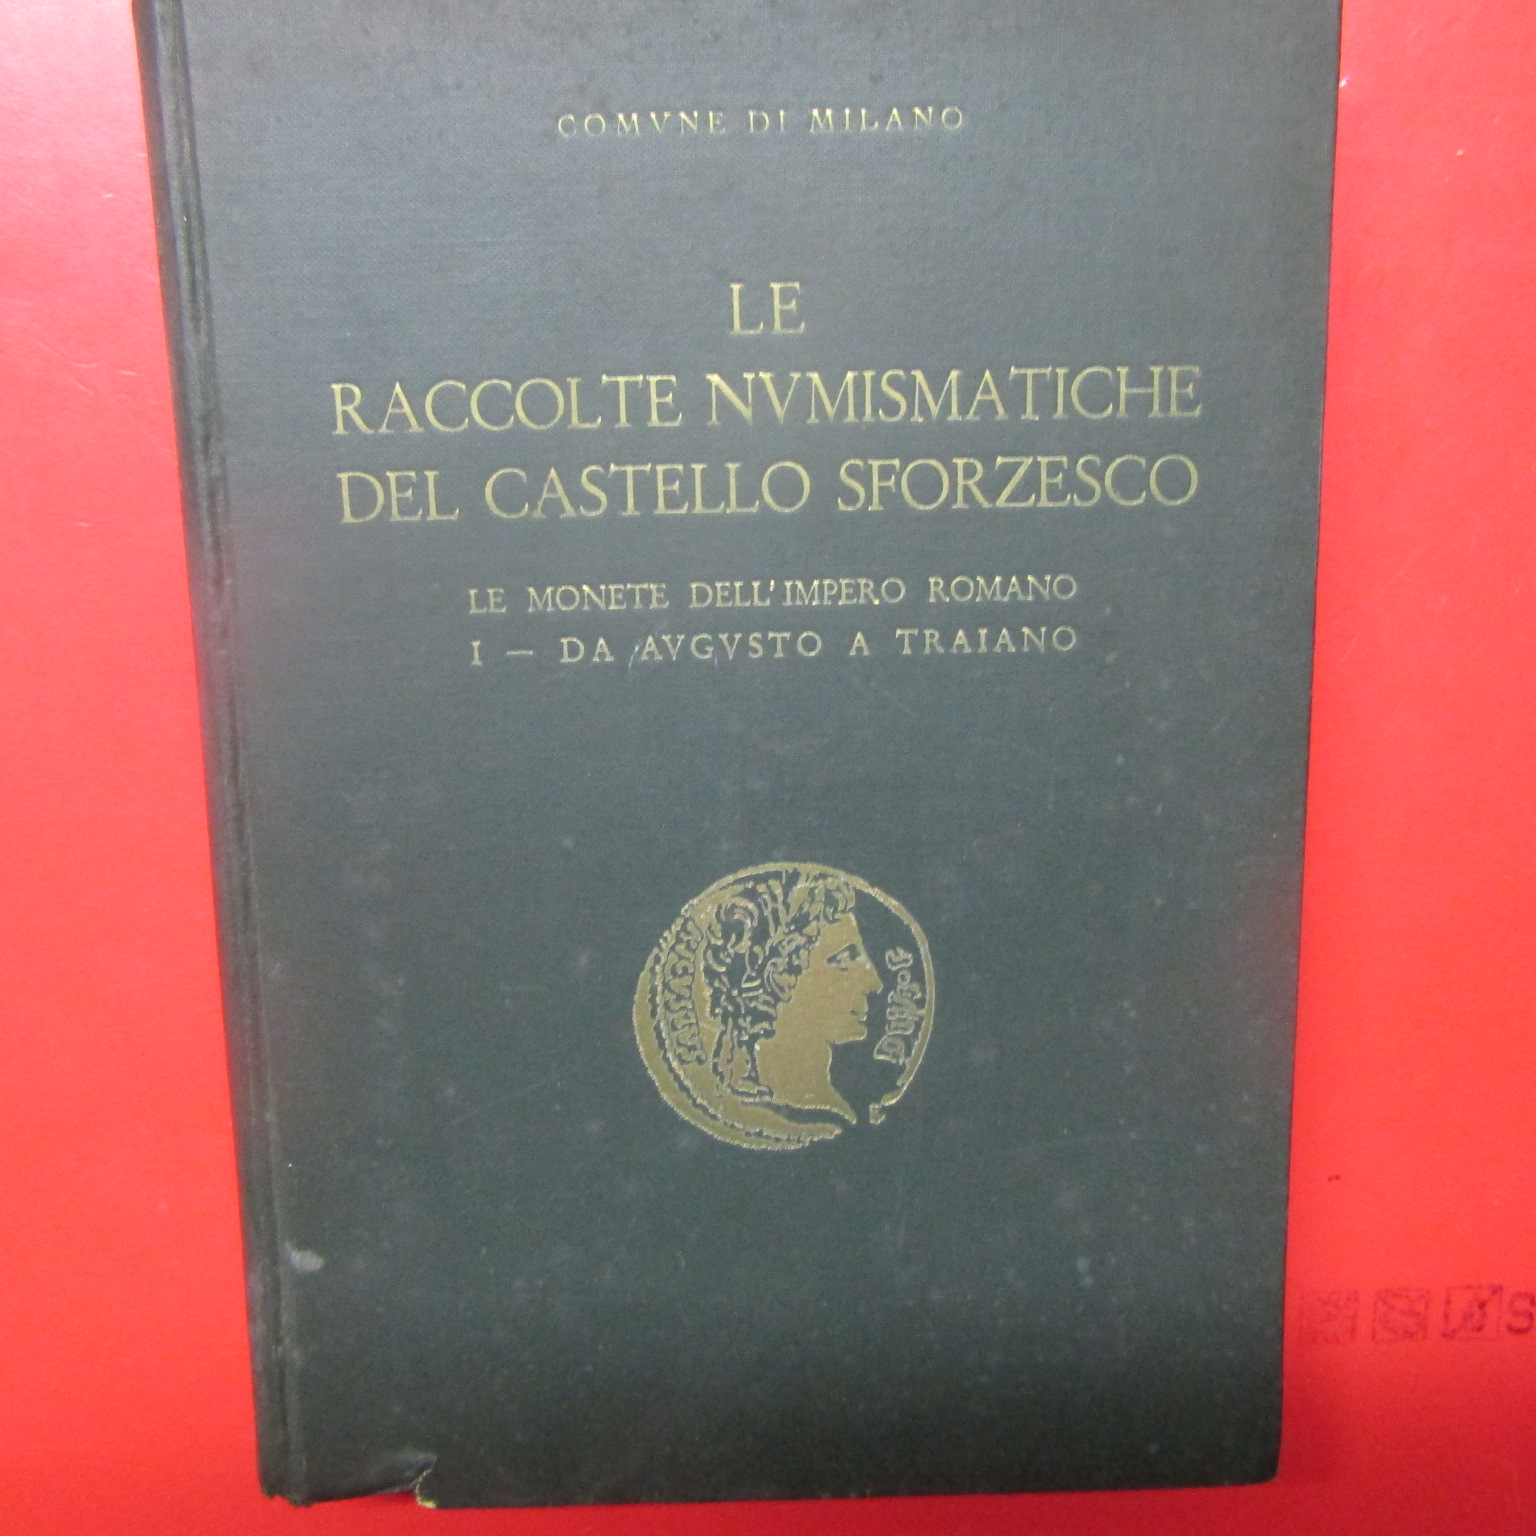 COMVNE DI MILANO
LE
RACCOLTE NVMISMATICHE
DEL CASTELLO SFORZESCO
LE MONETE DELL'IMPERO ROMANO
I — DA AVGVSTO A TRAIANO